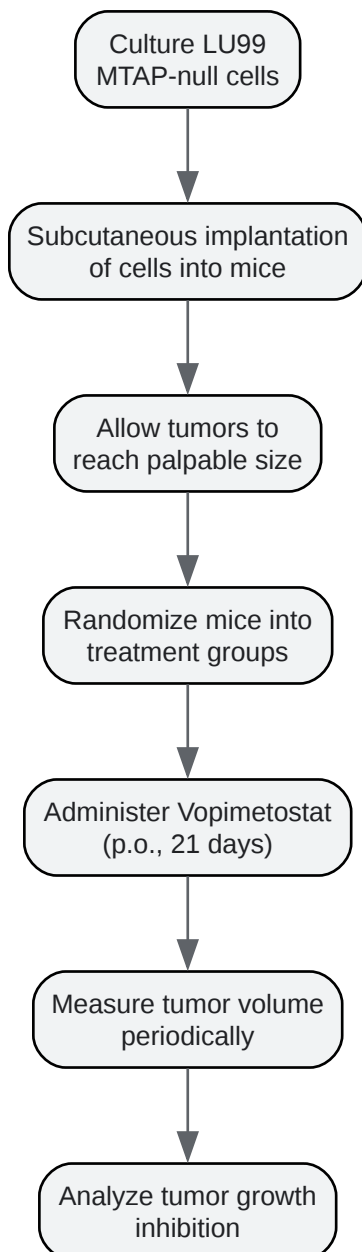 Culture LU99
MTAP-null cells
Subcutaneous implantation
of cells into mice
Allow tumors to
reach palpable size
Randomize mice into
treatment groups
Administer Vopimetostat
(p.o., 21 days)
Measure tumor volume
periodically
Analyze tumor growth
inhibition